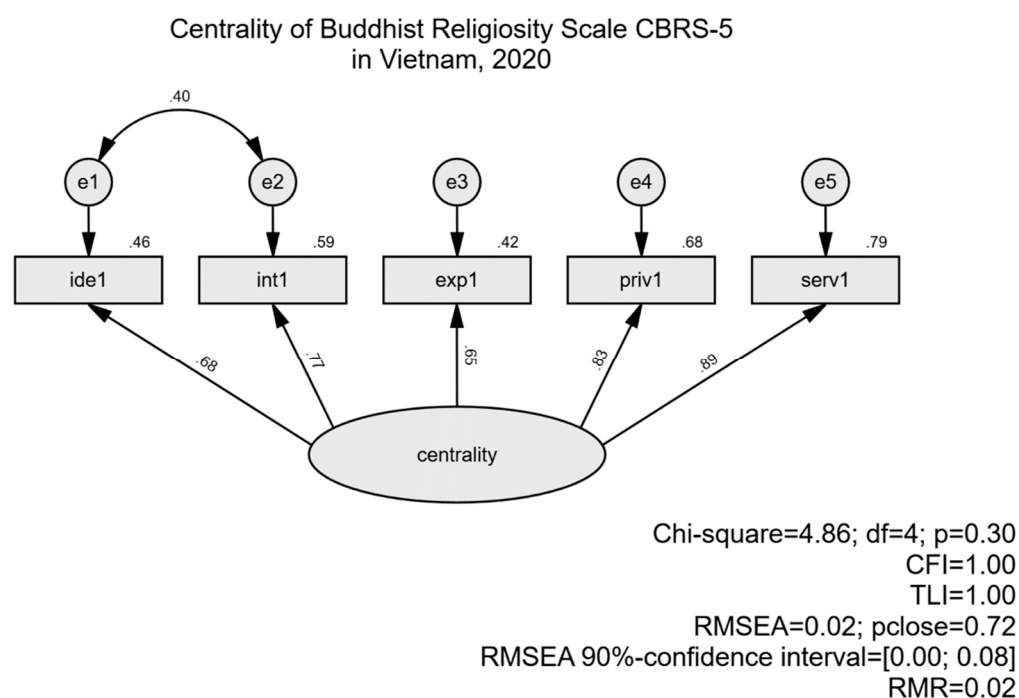 Centrality of Buddhist Religiosity Scale CBRS-5
in Vietnam, 2020
.40
e1 e2 e3 e4 e5
.46 .59 .42 .68 .79
ide1 int1 exp1 priv1 serv1
.68 .77 .65 .83 .89
centrality
Chi-square=4.86; df=4; p=0.30
CFI=1.00
TLI=1.00
RMSEA=0.02; pclose=0.72
RMSEA 90%-confidence interval=[0.00; 0.08]
RMR=0.02